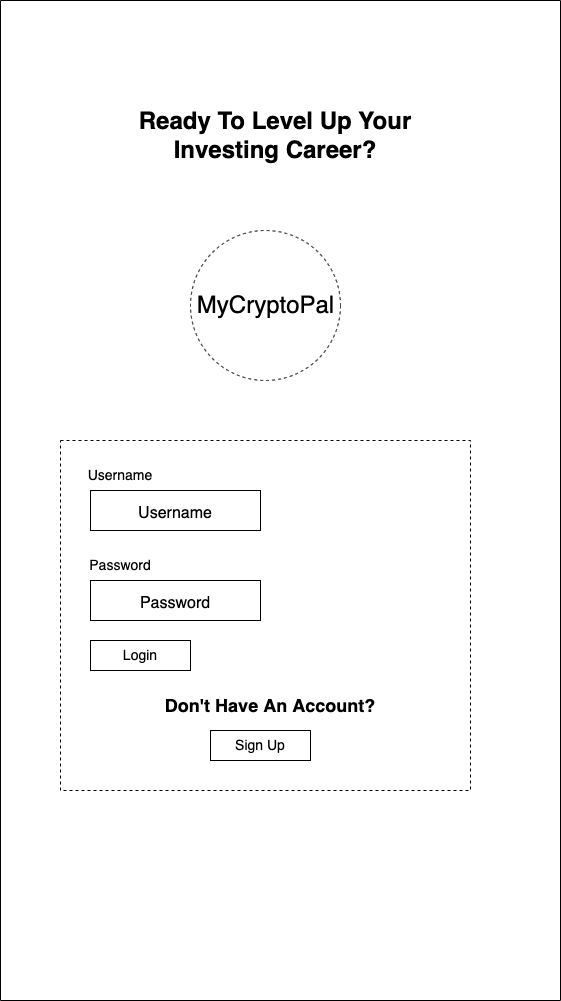 Ready To Level Up Your
Investing Career?
MyCryptoPal
Username
Username
Password
Password
Login
Don't Have An Account?
Sign Up